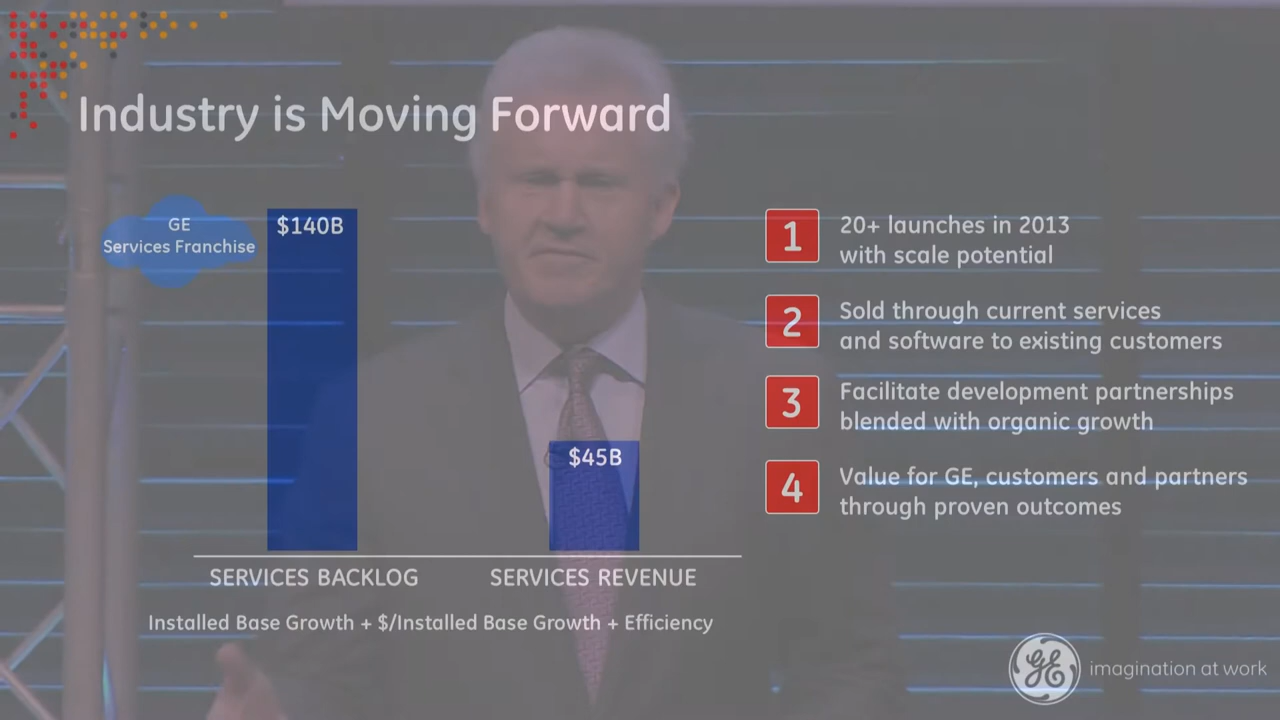 Industry is Moving Forward
GE
Services Franchise
$140B
$45B
SERVICES BACKLOG
SERVICES REVENUE
Installed Base Growth + $/Installed Base Growth + Efficiency
1
20+ launches in 2013
with scale potential
2
Sold through current services
and software to existing customers
3
Facilitate development partnerships
blended with organic growth
4
Value for GE, customers and partners
through proven outcomes
GE
imagination at work